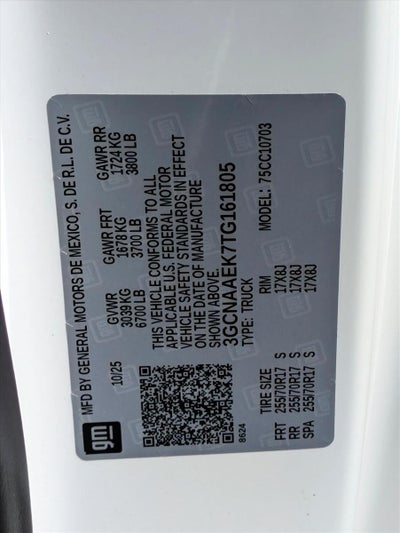 gm
MFD BY GENERAL MOTORS DE MEXICO, S. DE R.L. DE C.V.
10/25
GVWR GAWR FRT GAWR RR
3039 KG 1678 KG 1724 KG
6700 LB 3700 LB 3800 LB
THIS VEHICLE CONFORMS TO ALL
APPLICABLE U.S. FEDERAL MOTOR
VEHICLE SAFETY STANDARDS IN EFFECT
ON THE DATE OF MANUFACTURE
SHOWN ABOVE.
3GCNAAEK7TG161805
TYPE: TRUCK MODEL: 75CC10703
8624
TIRE SIZE RIM
FRT 255/70R17 S 17X8J
RR 255/70R17 S 17X8J
SPA 255/70R17 S 17X8J